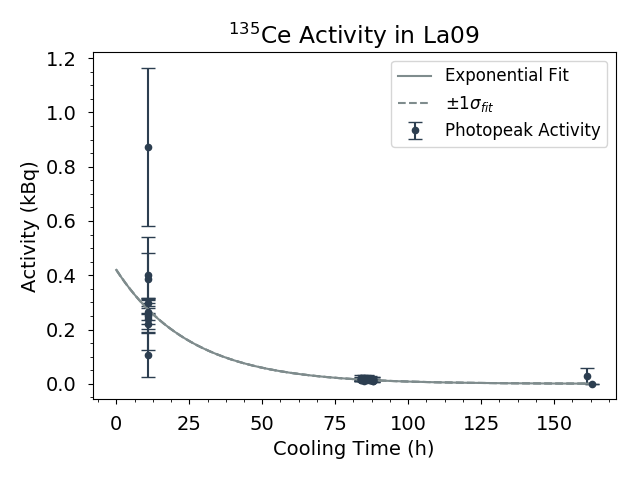 ¹³⁵Ce Activity in La09
Exponential Fit
±1σ_fit
Photopeak Activity
Activity (kBq)
1.2
1.0
0.8
0.6
0.4
0.2
0.0
0 25 50 75 100 125 150
Cooling Time (h)